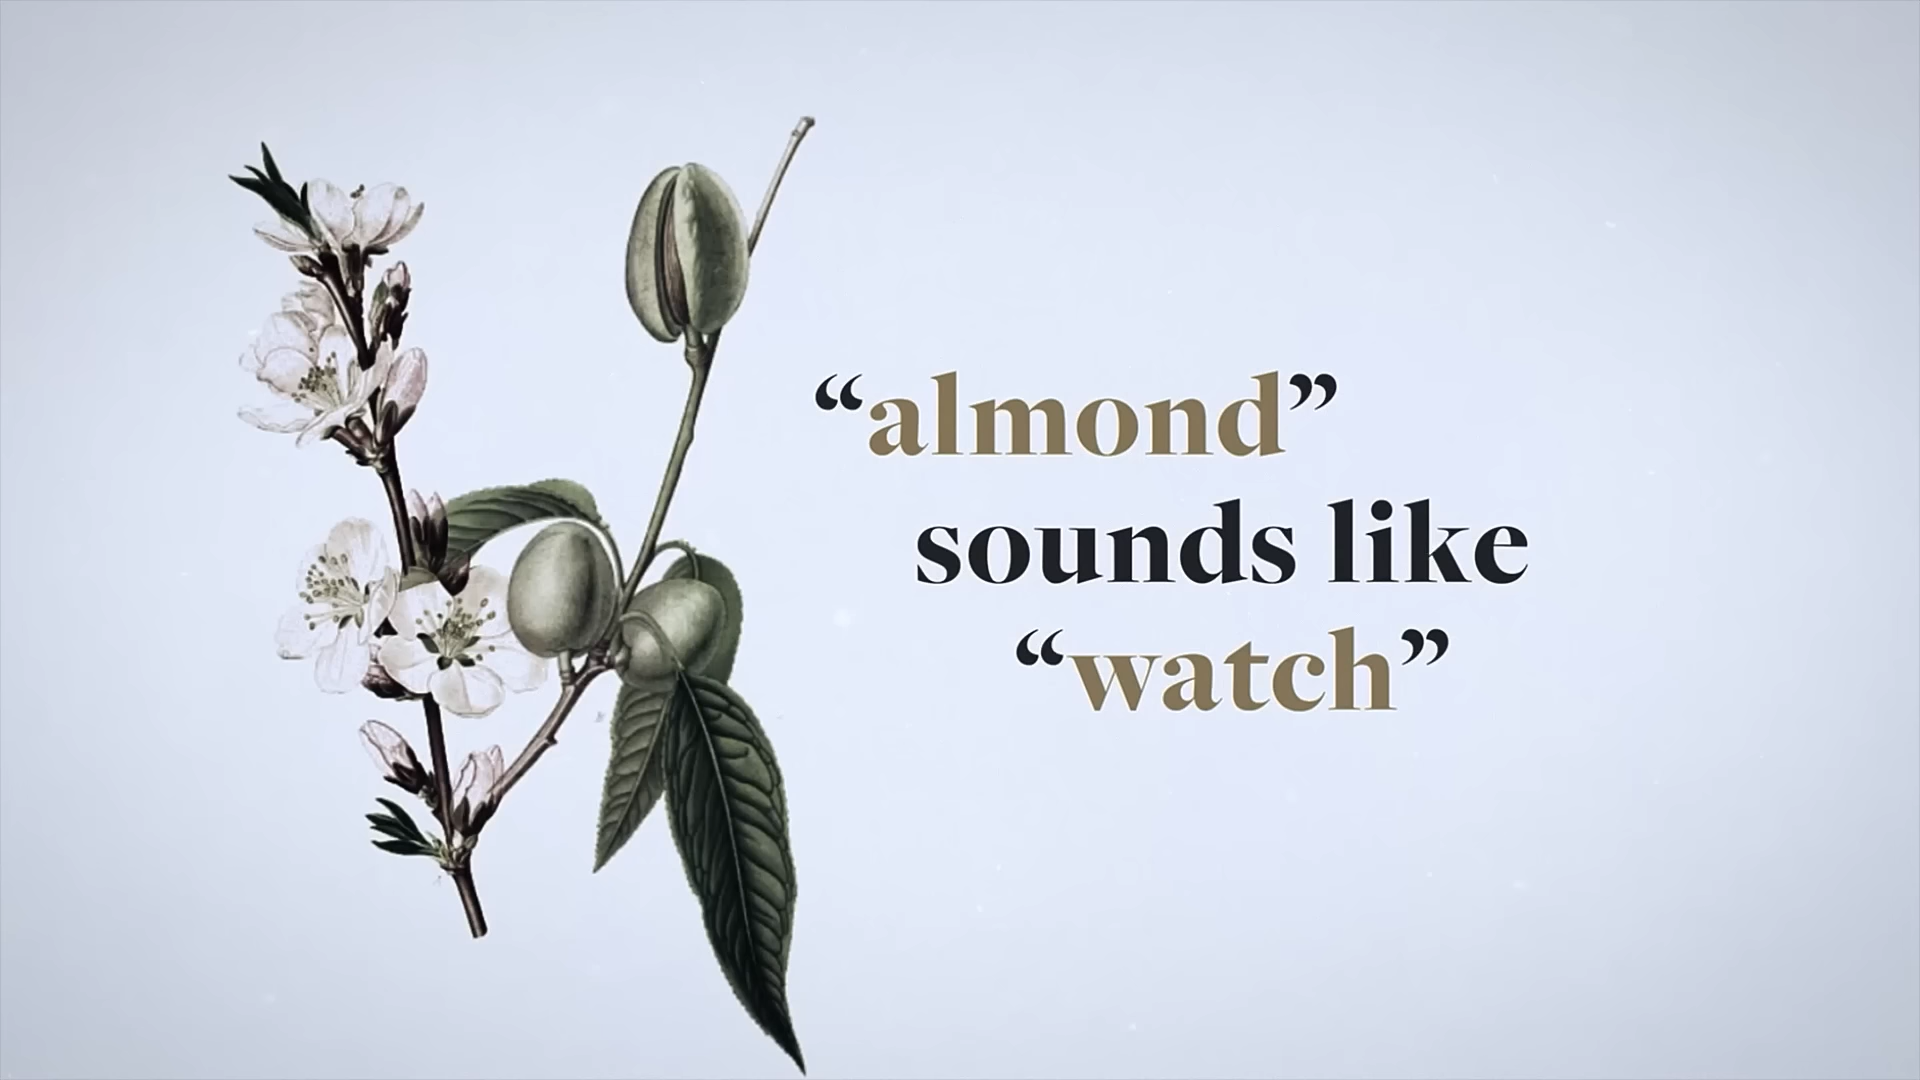 “almond”
sounds like
“watch”